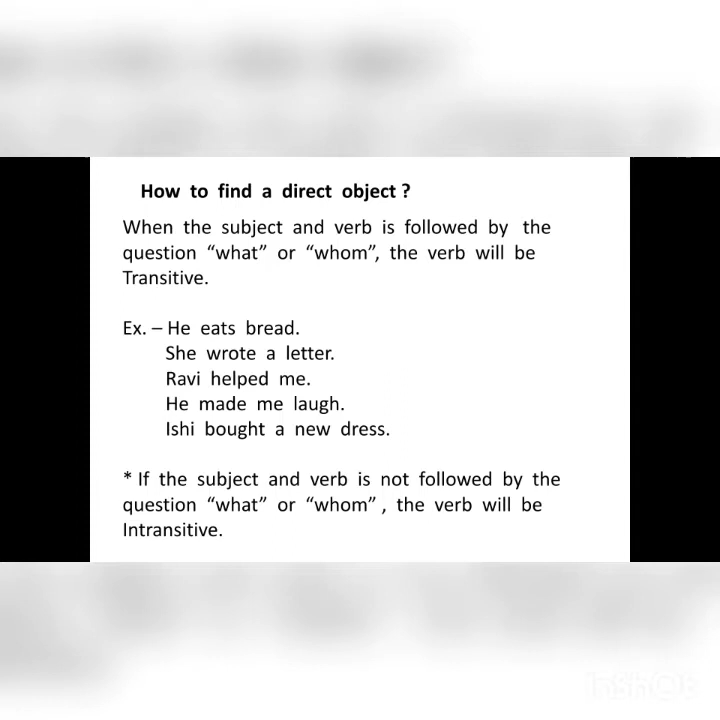 How to find a direct object ?
When the subject and verb is followed by the
question “what” or “whom”, the verb will be
Transitive.
Ex. – He eats bread.
She wrote a letter.
Ravi helped me.
He made me laugh.
Ishi bought a new dress.
* If the subject and verb is not followed by the
question “what” or “whom” , the verb will be
Intransitive.